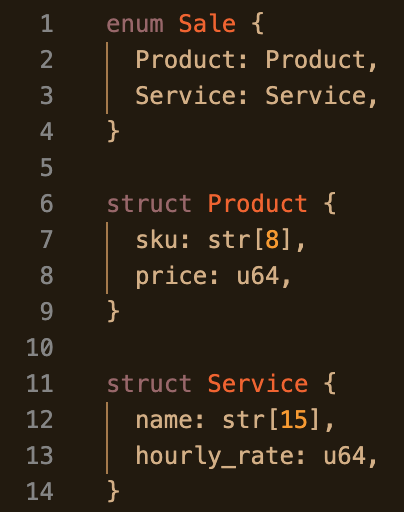 1 enum Sale {
2 Product: Product,
3 Service: Service,
4 }
5
6 struct Product {
7 sku: str[8],
8 price: u64,
9 }
10
11 struct Service {
12 name: str[15],
13 hourly_rate: u64,
14 }